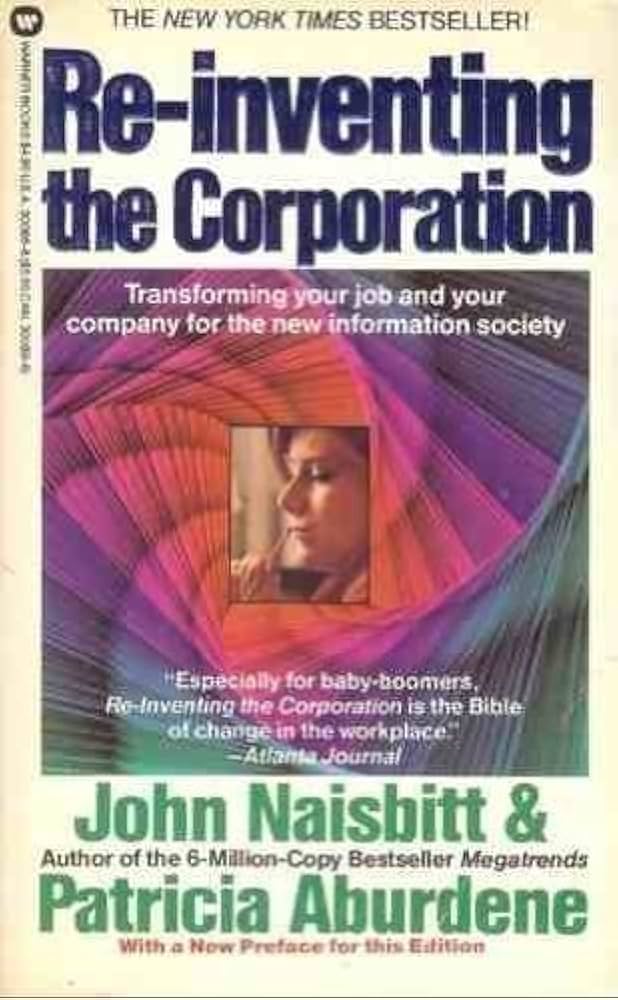 THE NEW YORK TIMES BESTSELLER!
Re-inventing
the Corporation
Transforming your job and your
company for the new information society
"Especially for baby-boomers,
Re-Inventing the Corporation is the Bible
of change in the workplace."
—Atlanta Journal
John Naisbitt &
Author of the 6-Million-Copy Bestseller Megatrends
Patricia Aburdene
With a New Preface for this Edition
WARNER BOOKS